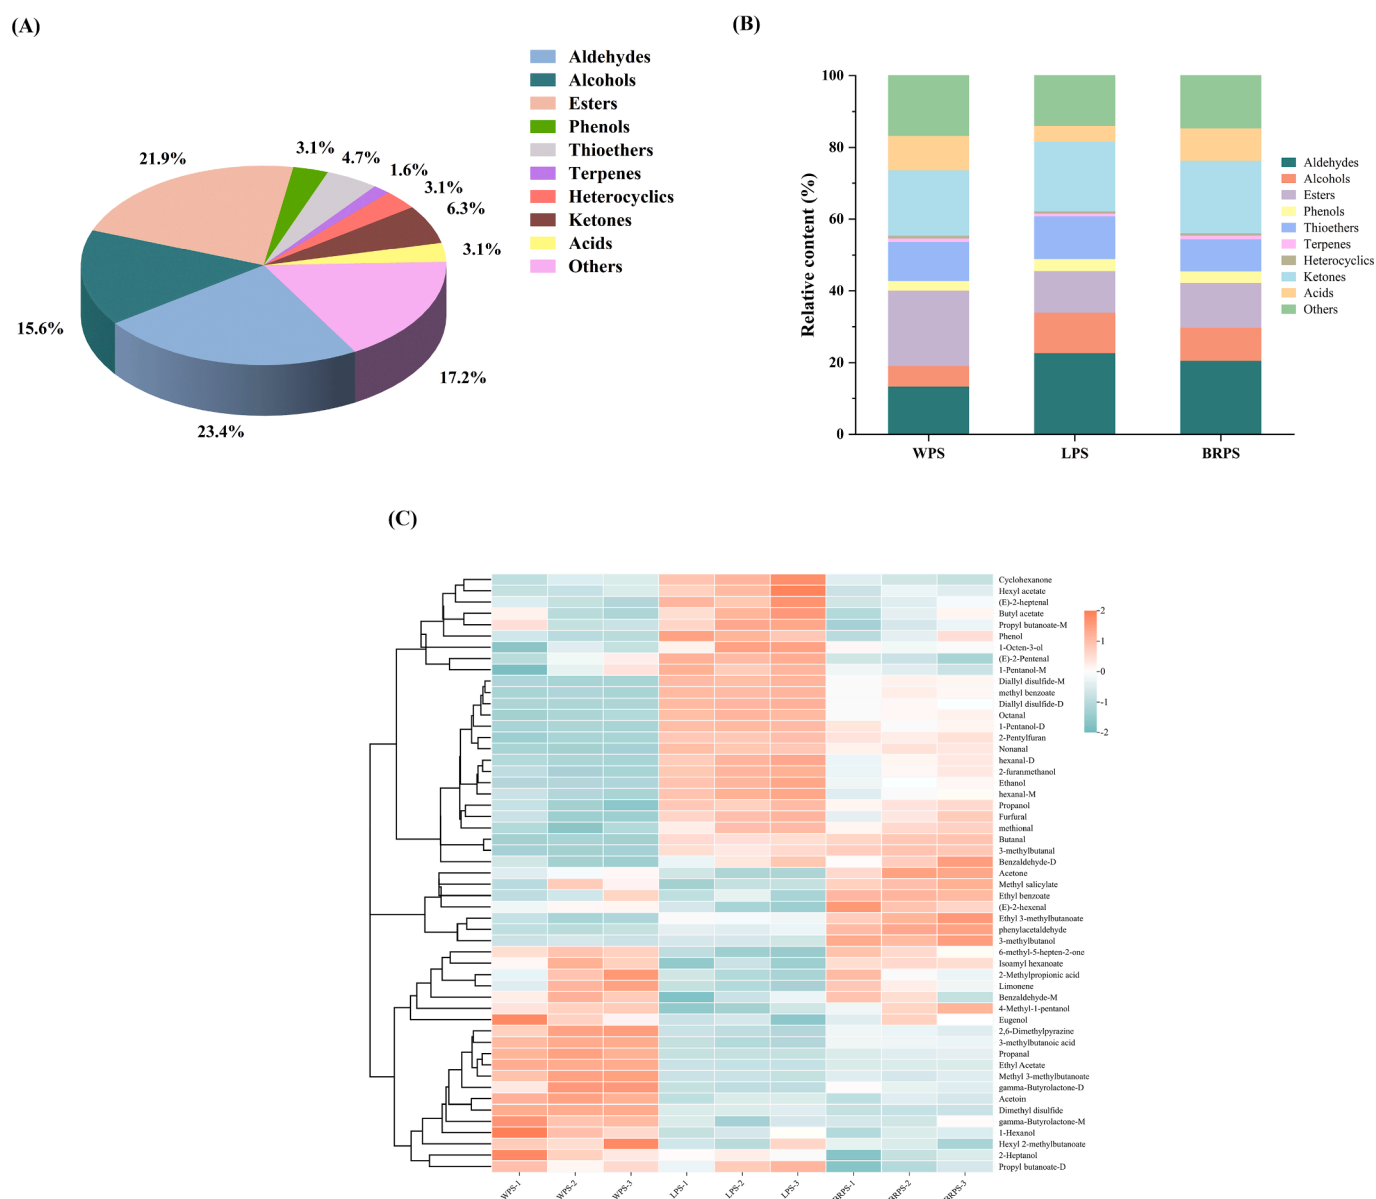 (A)
Aldehydes
Alcohols
Esters
Phenols
Thioethers
Terpenes
Heterocyclics
Ketones
Acids
Others
21.9%
3.1%
4.7%
1.6%
3.1%
6.3%
3.1%
15.6%
17.2%
23.4%
(B)
Relative content (%)
100
80
60
40
20
0
WPS
LPS
BRPS
Aldehydes
Alcohols
Esters
Phenols
Thioethers
Terpenes
Heterocyclics
Ketones
Acids
Others
(C)
Cyclohexanone
Hexyl acetate
(E)-2-heptenal
Butyl acetate
Propyl butanoate-M
Phenol
1-Octen-3-ol
(E)-2-Pentenal
1-Pentanol-M
Diallyl disulfide-M
methyl benzoate
Diallyl disulfide-D
Octanal
1-Pentanol-D
2-Pentylfuran
Nonanal
hexanal-D
2-furanmethanol
Ethanol
hexanal-M
Propanol
Furfural
methional
Butanal
3-methylbutanal
Benzaldehyde-D
Acetone
Methyl salicylate
Ethyl benzoate
(E)-2-hexenal
Ethyl 3-methylbutanoate
phenylacetaldehyde
3-methylbutanol
6-methyl-5-hepten-2-one
Isoamyl hexanoate
2-Methylpropionic acid
Limonene
Benzaldehyde-M
4-Methyl-1-pentanol
Eugenol
2,6-Dimethylpyrazine
3-methylbutanoic acid
Propanal
Ethyl Acetate
Methyl 3-methylbutanoate
gamma-Butyrolactone-D
Acetoin
Dimethyl disulfide
gamma-Butyrolactone-M
1-Hexanol
Hexyl 2-methylbutanoate
2-Heptanol
Propyl butanoate-D
2
1
0
-1
-2
WPS-1
WPS-2
WPS-3
LPS-1
LPS-2
LPS-3
BRPS-1
BRPS-2
BRPS-3